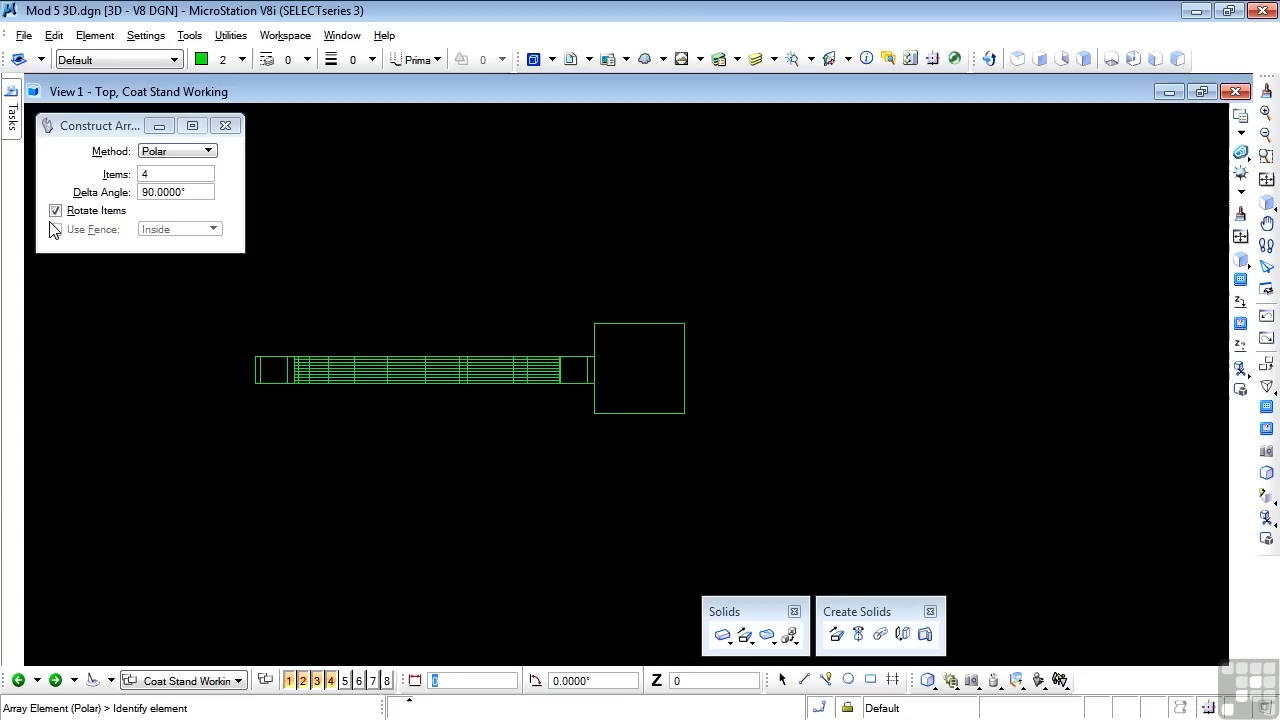 Mod 5 3D.dgn [3D - V8 DGN] - MicroStation V8i (SELECTseries 3)
File Edit Element Settings Tools Utilities Workspace Window Help
Default 2 0 0 Prima 0
View 1 - Top, Coat Stand Working
Tasks
Construct Arr...
Method: Polar
Items: 4
Delta Angle: 90.0000°
Rotate Items
Use Fence: Inside
Solids Create Solids
Coat Stand Workin 1 2 3 4 5 6 7 8 0 0.0000° Z 0
Array Element (Polar) > Identify element Default